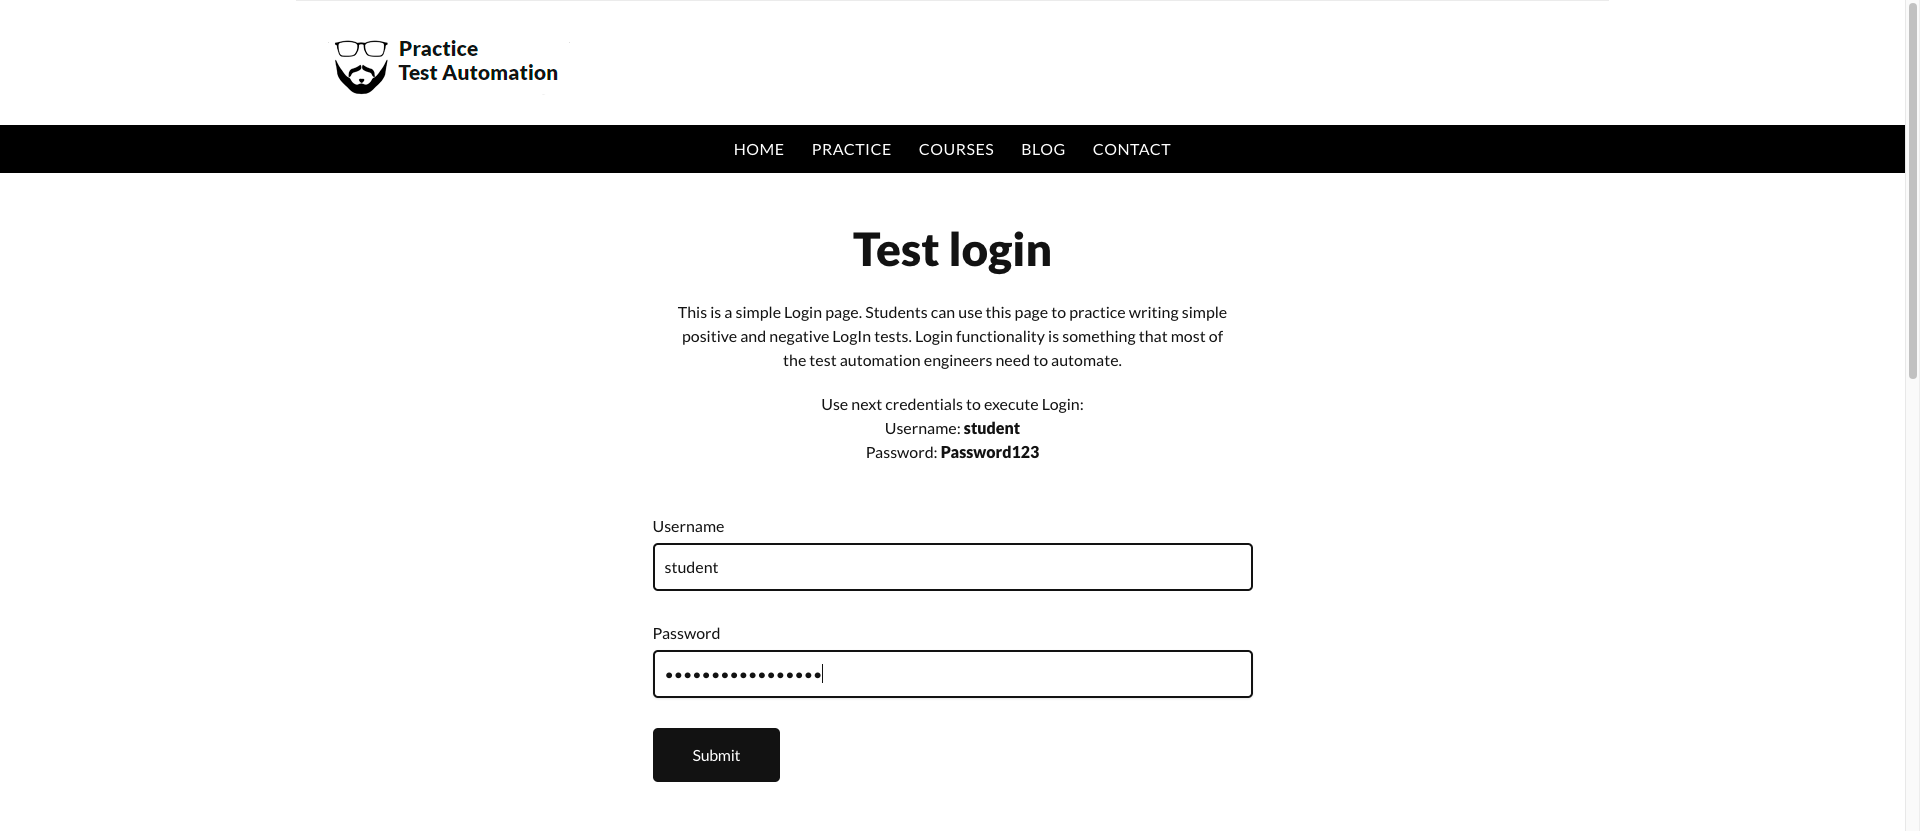 Practice
Test Automation
HOME PRACTICE COURSES BLOG CONTACT
Test login
This is a simple Login page. Students can use this page to practice writing simple
positive and negative LogIn tests. Login functionality is something that most of
the test automation engineers need to automate.
Use next credentials to execute Login:
Username: student
Password: Password123
Username
student
Password
•••••••••••••••••
Submit